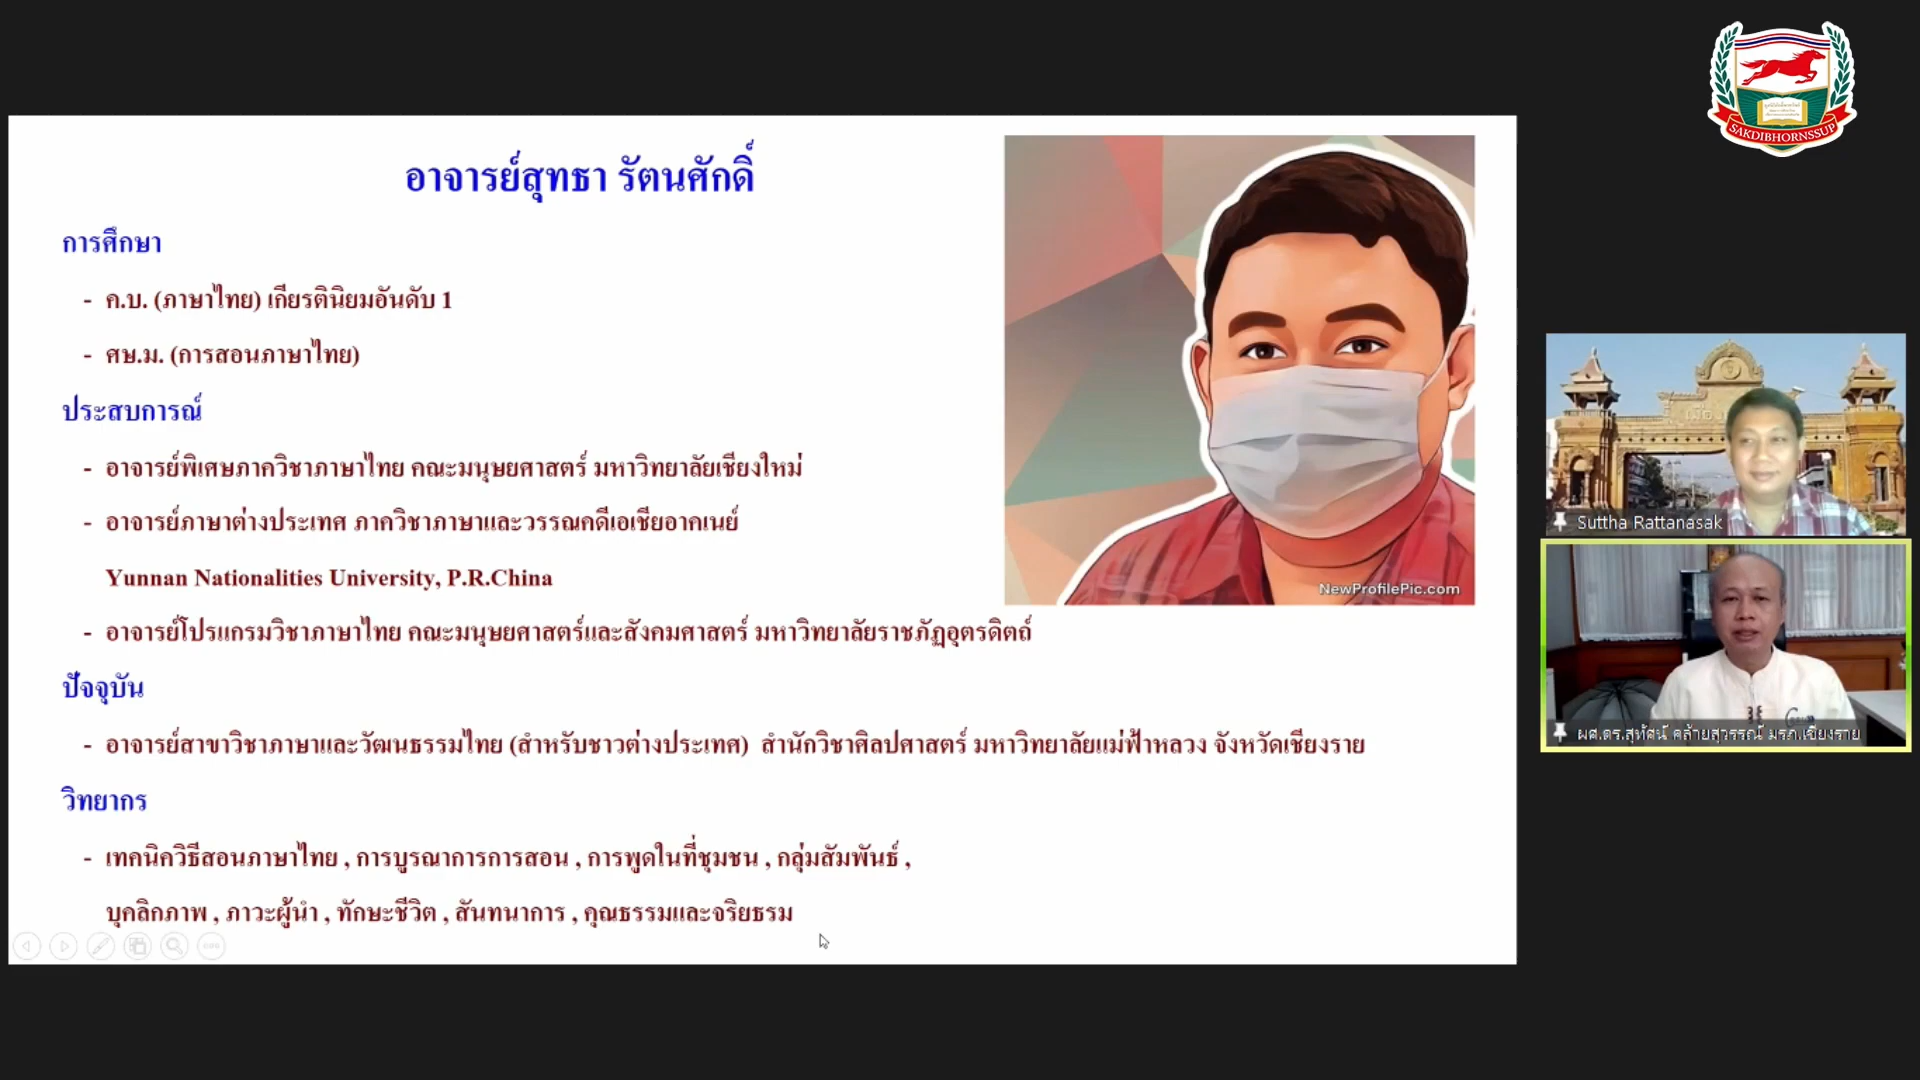 อาจารย์สุทธา รัตนศักดิ์
การศึกษา
- ค.บ. (ภาษาไทย) เกียรตินิยมอันดับ 1
- ศษ.ม. (การสอนภาษาไทย)
ประสบการณ์
- อาจารย์พิเศษภาควิชาภาษาไทย คณะมนุษยศาสตร์ มหาวิทยาลัยเชียงใหม่
- อาจารย์ภาษาต่างประเทศ ภาควิชาภาษาและวรรณคดีเอเชียอาคเนย์
Yunnan Nationalities University, P.R.China
- อาจารย์โปรแกรมวิชาภาษาไทย คณะมนุษยศาสตร์และสังคมศาสตร์ มหาวิทยาลัยราชภัฏอุตรดิตถ์
ปัจจุบัน
- อาจารย์สาขาวิชาภาษาและวัฒนธรรมไทย (สำหรับชาวต่างประเทศ) สำนักวิชาศิลปศาสตร์ มหาวิทยาลัยแม่ฟ้าหลวง จังหวัดเชียงราย
วิทยากร
- เทคนิควิธีสอนภาษาไทย , การบูรณาการการสอน , การพูดในที่ชุมชน , กลุ่มสัมพันธ์ ,
บุคลิกภาพ , ภาวะผู้นำ , ทักษะชีวิต , สันทนาการ , คุณธรรมและจริยธรรม
NewProfilePic.com
SAKDIBHORNSSUP
Suttha Rattanasak
ผศ.ดร.สุทัศน์ คล้ายสุวรรณ์ มรภ.เชียงราย